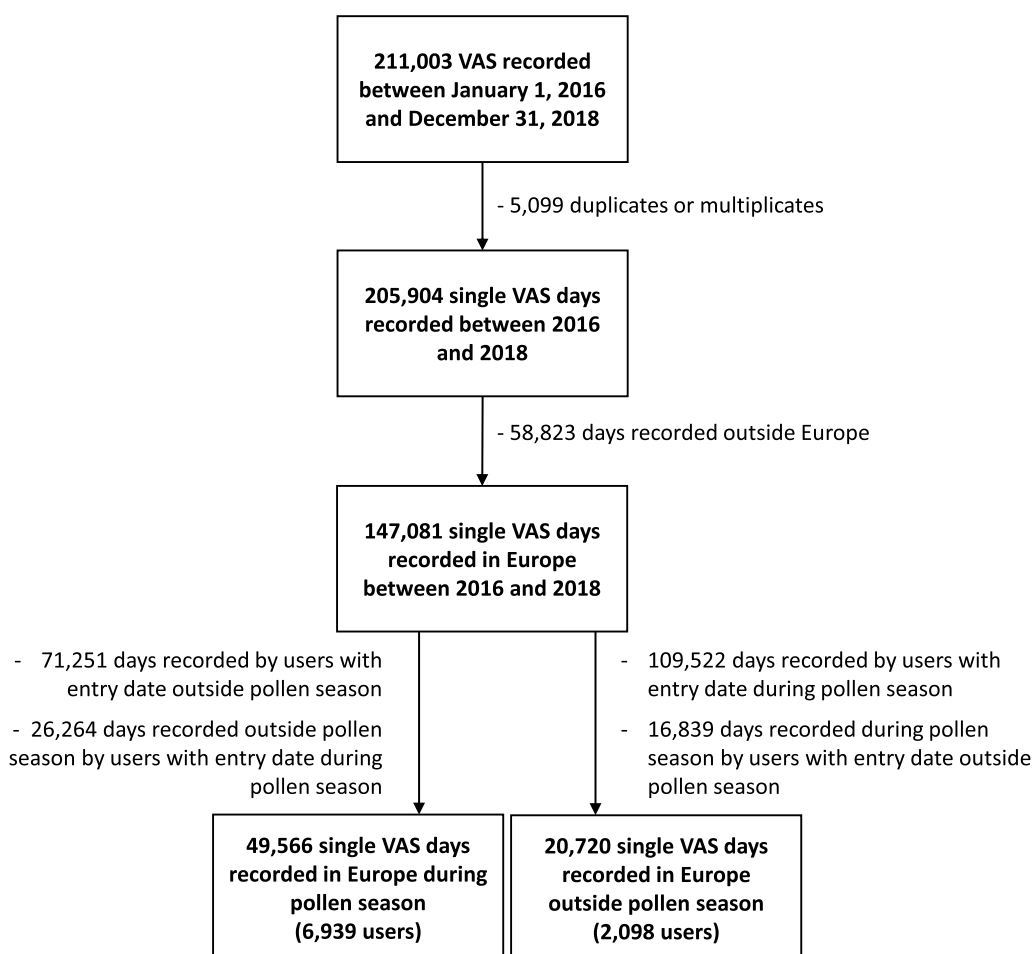 211,003 VAS recorded
between January 1, 2016
and December 31, 2018
- 5,099 duplicates or multiplicates
205,904 single VAS days
recorded between 2016
and 2018
- 58,823 days recorded outside Europe
147,081 single VAS days
recorded in Europe
between 2016 and 2018
- 71,251 days recorded by users with
entry date outside pollen season
- 26,264 days recorded outside pollen
season by users with entry date during
pollen season
- 109,522 days recorded by users with
entry date during pollen season
- 16,839 days recorded during pollen
season by users with entry date outside
pollen season
49,566 single VAS days
recorded in Europe during
pollen season
(6,939 users)
20,720 single VAS days
recorded in Europe
outside pollen season
(2,098 users)